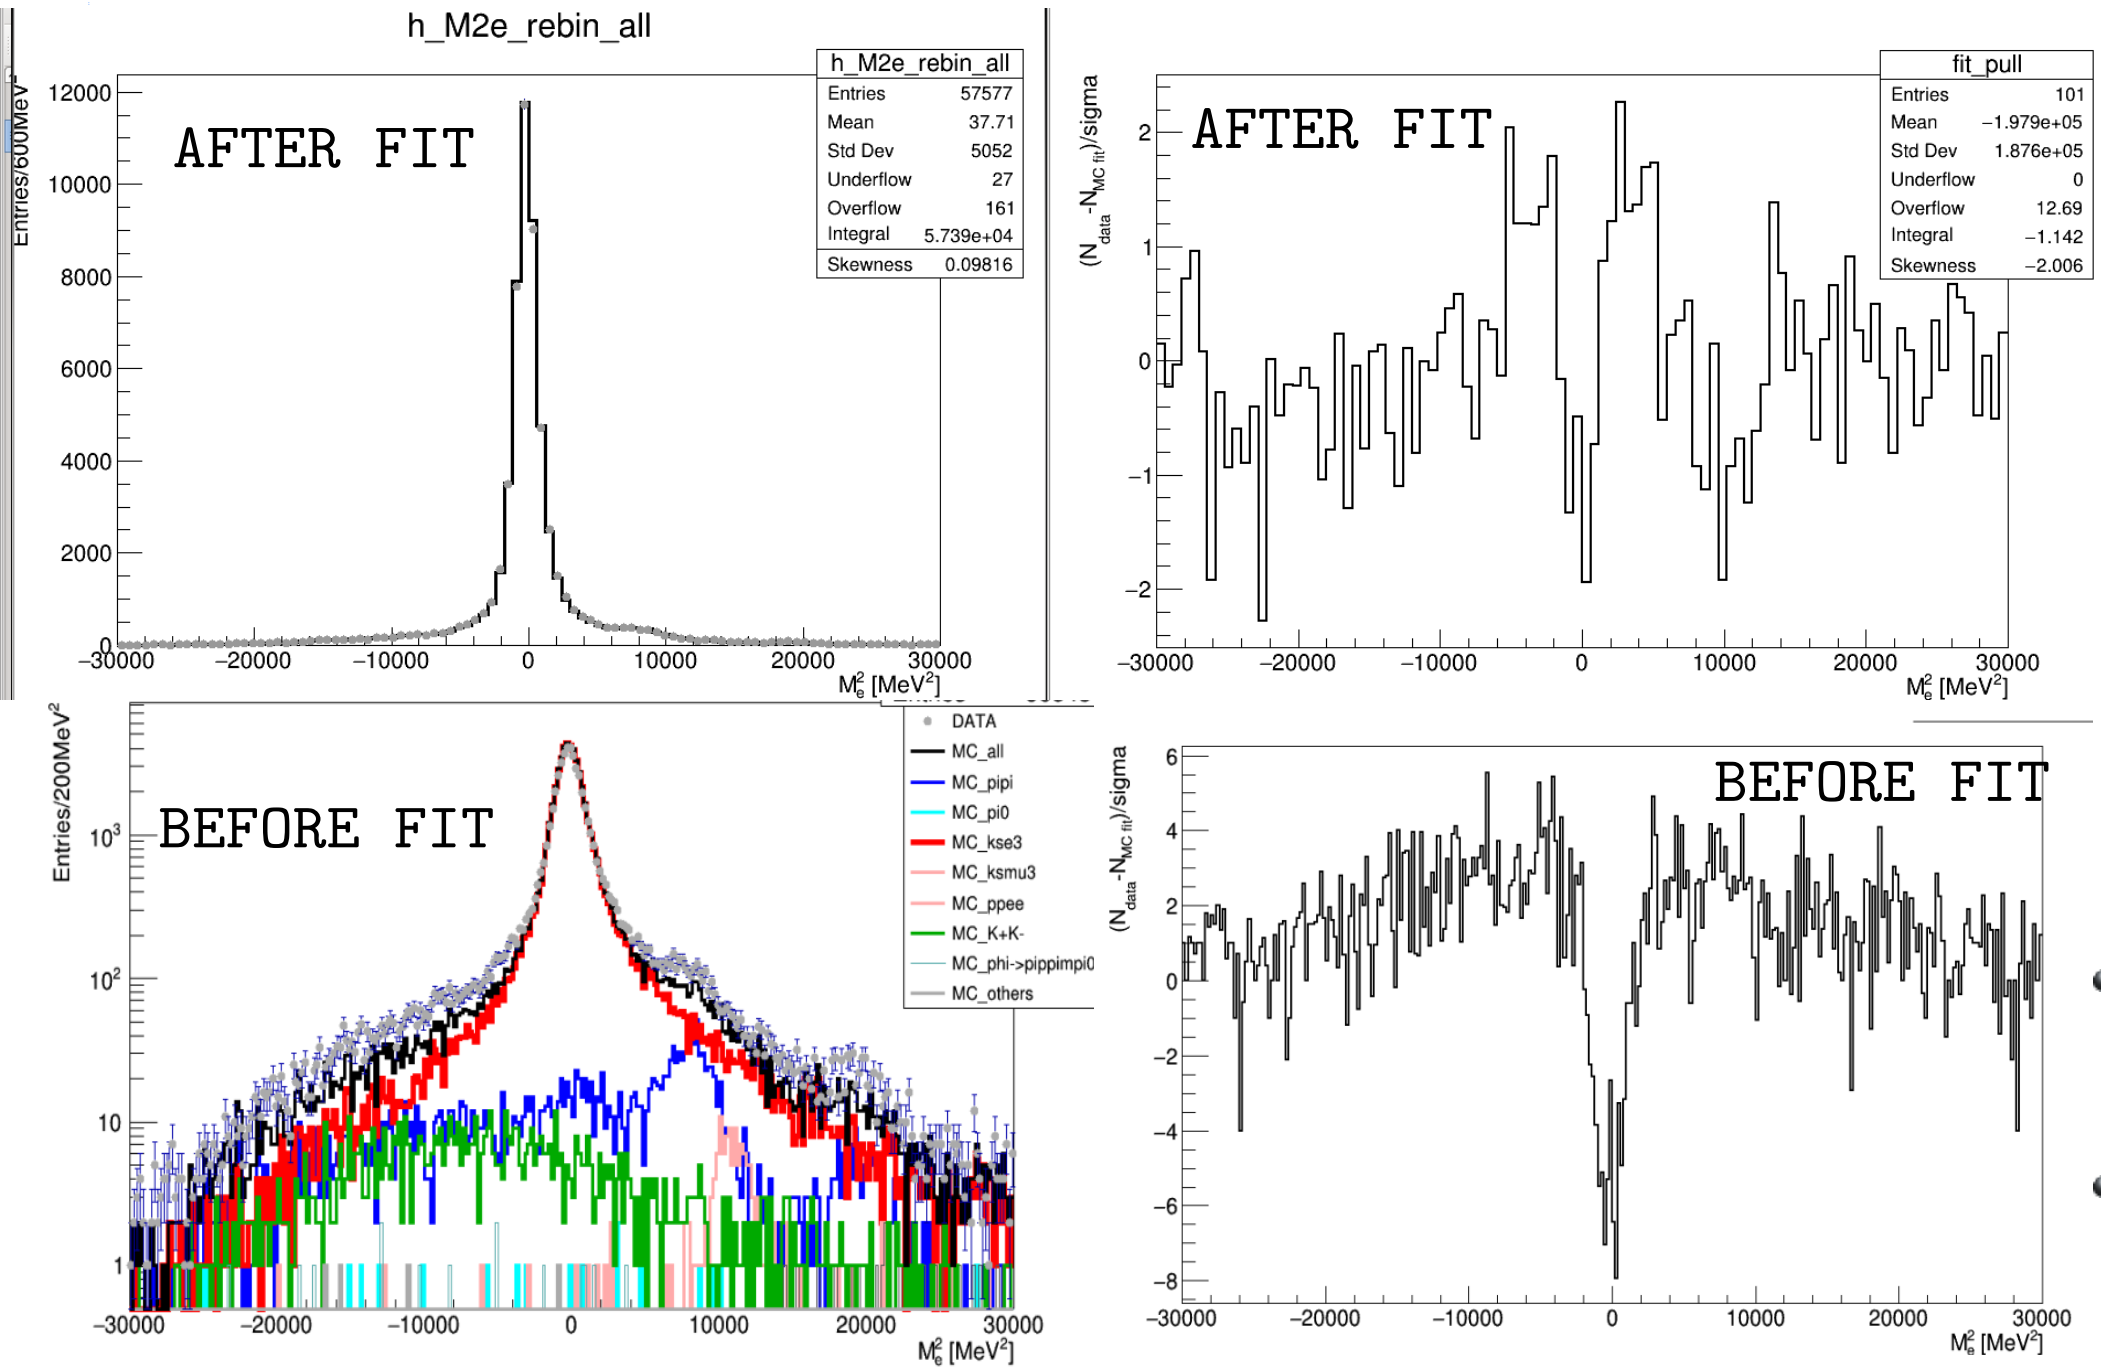 h_M2e_rebin_all
Entries/600MeV²
12000
10000
8000
6000
4000
2000
0
AFTER FIT
h_M2e_rebin_all
Entries 57577
Mean 37.71
Std Dev 5052
Underflow 27
Overflow 161
Integral 5.739e+04
Skewness 0.09816
−30000 −20000 −10000 0 10000 20000 30000
M²e [MeV²]
(Ndata-NMC fit)/sigma
2
1
0
−1
−2
AFTER FIT
fit_pull
Entries 101
Mean −1.979e+05
Std Dev 1.876e+05
Underflow 0
Overflow 12.69
Integral −1.142
Skewness −2.006
−30000 −20000 −10000 0 10000 20000 30000
M²e [MeV²]
Entries/200MeV²
10³
10²
10
1
BEFORE FIT
DATA
MC_all
MC_pipi
MC_pi0
MC_kse3
MC_ksmu3
MC_ppee
MC_K+K-
MC_phi->pippimpi0
MC_others
−30000 −20000 −10000 0 10000 20000 30000
M²e [MeV²]
(Ndata-NMC fit)/sigma
6
4
2
0
−2
−4
−6
−8
BEFORE FIT
−30000 −20000 −10000 0 10000 20000 30000
M²e [MeV²]